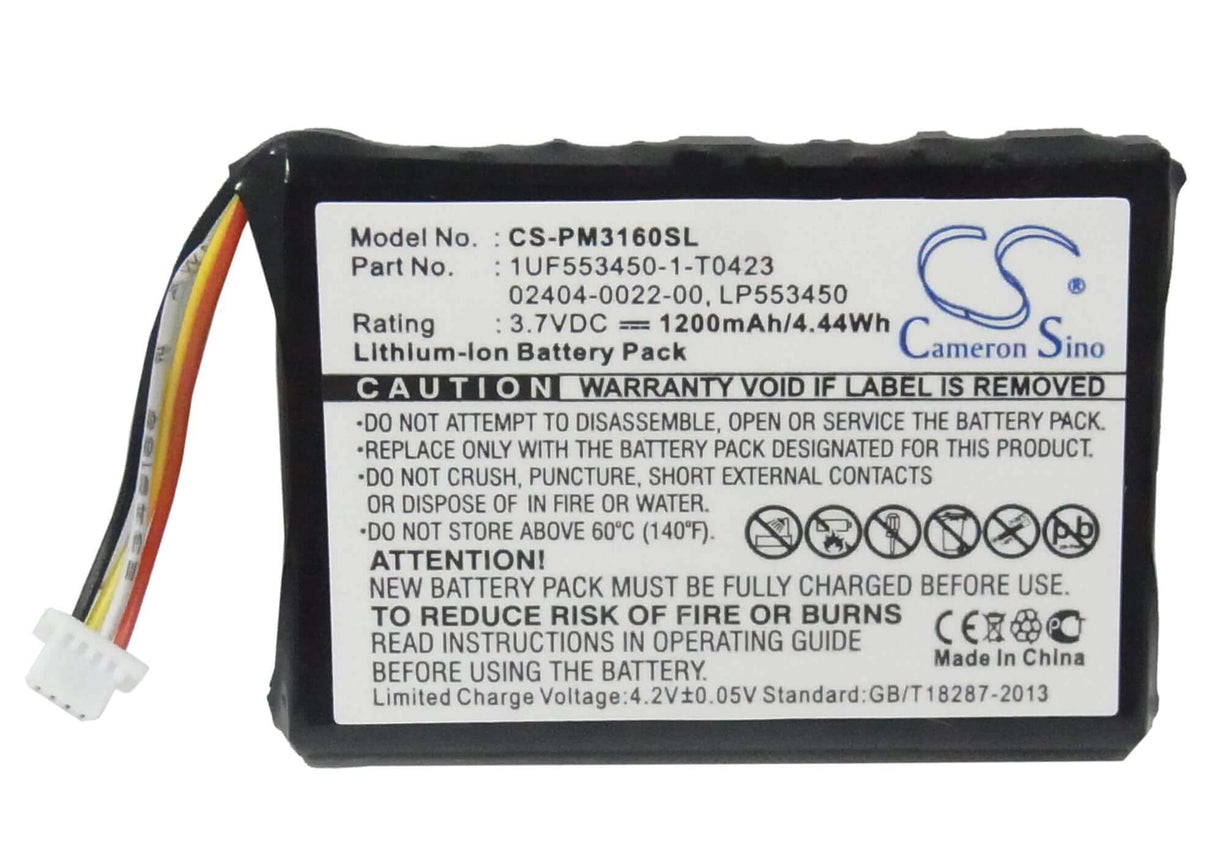 Model No. : CS-PM3160SL
Part No. : 1UF553450-1-T0423
02404-0022-00, LP553450
Rating : 3.7VDC ⎓ 1200mAh/4.44Wh
Lithium-Ion Battery Pack
CS ®
Cameron Sino
CAUTION WARRANTY VOID IF LABEL IS REMOVED
•DO NOT ATTEMPT TO DISASSEMBLE, OPEN OR SERVICE THE BATTERY PACK.
•REPLACE ONLY WITH THE BATTERY PACK DESIGNATED FOR THIS PRODUCT.
•DO NOT CRUSH, PUNCTURE, SHORT EXTERNAL CONTACTS
OR DISPOSE OF IN FIRE OR WATER.
•DO NOT STORE ABOVE 60°C (140°F).
Pb
ATTENTION!
NEW BATTERY PACK MUST BE FULLY CHARGED BEFORE USE.
TO REDUCE RISK OF FIRE OR BURNS
READ INSTRUCTIONS IN OPERATING GUIDE
BEFORE USING THE BATTERY PACK.
CE
Made In China
Limited Charge Voltage:4.2V±0.05V Standard:GB/T18287-2013